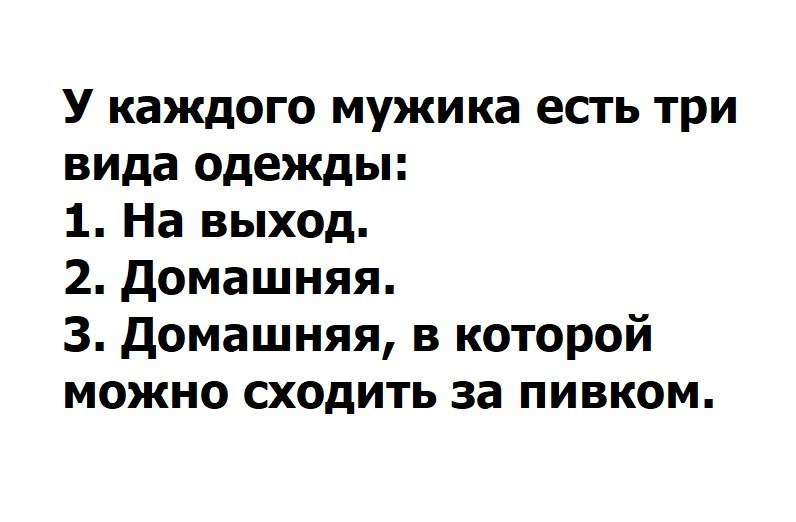 У каждого мужика есть три
вида одежды:
1. На выход.
2. Домашняя.
3. Домашняя, в которой
можно сходить за пивком.